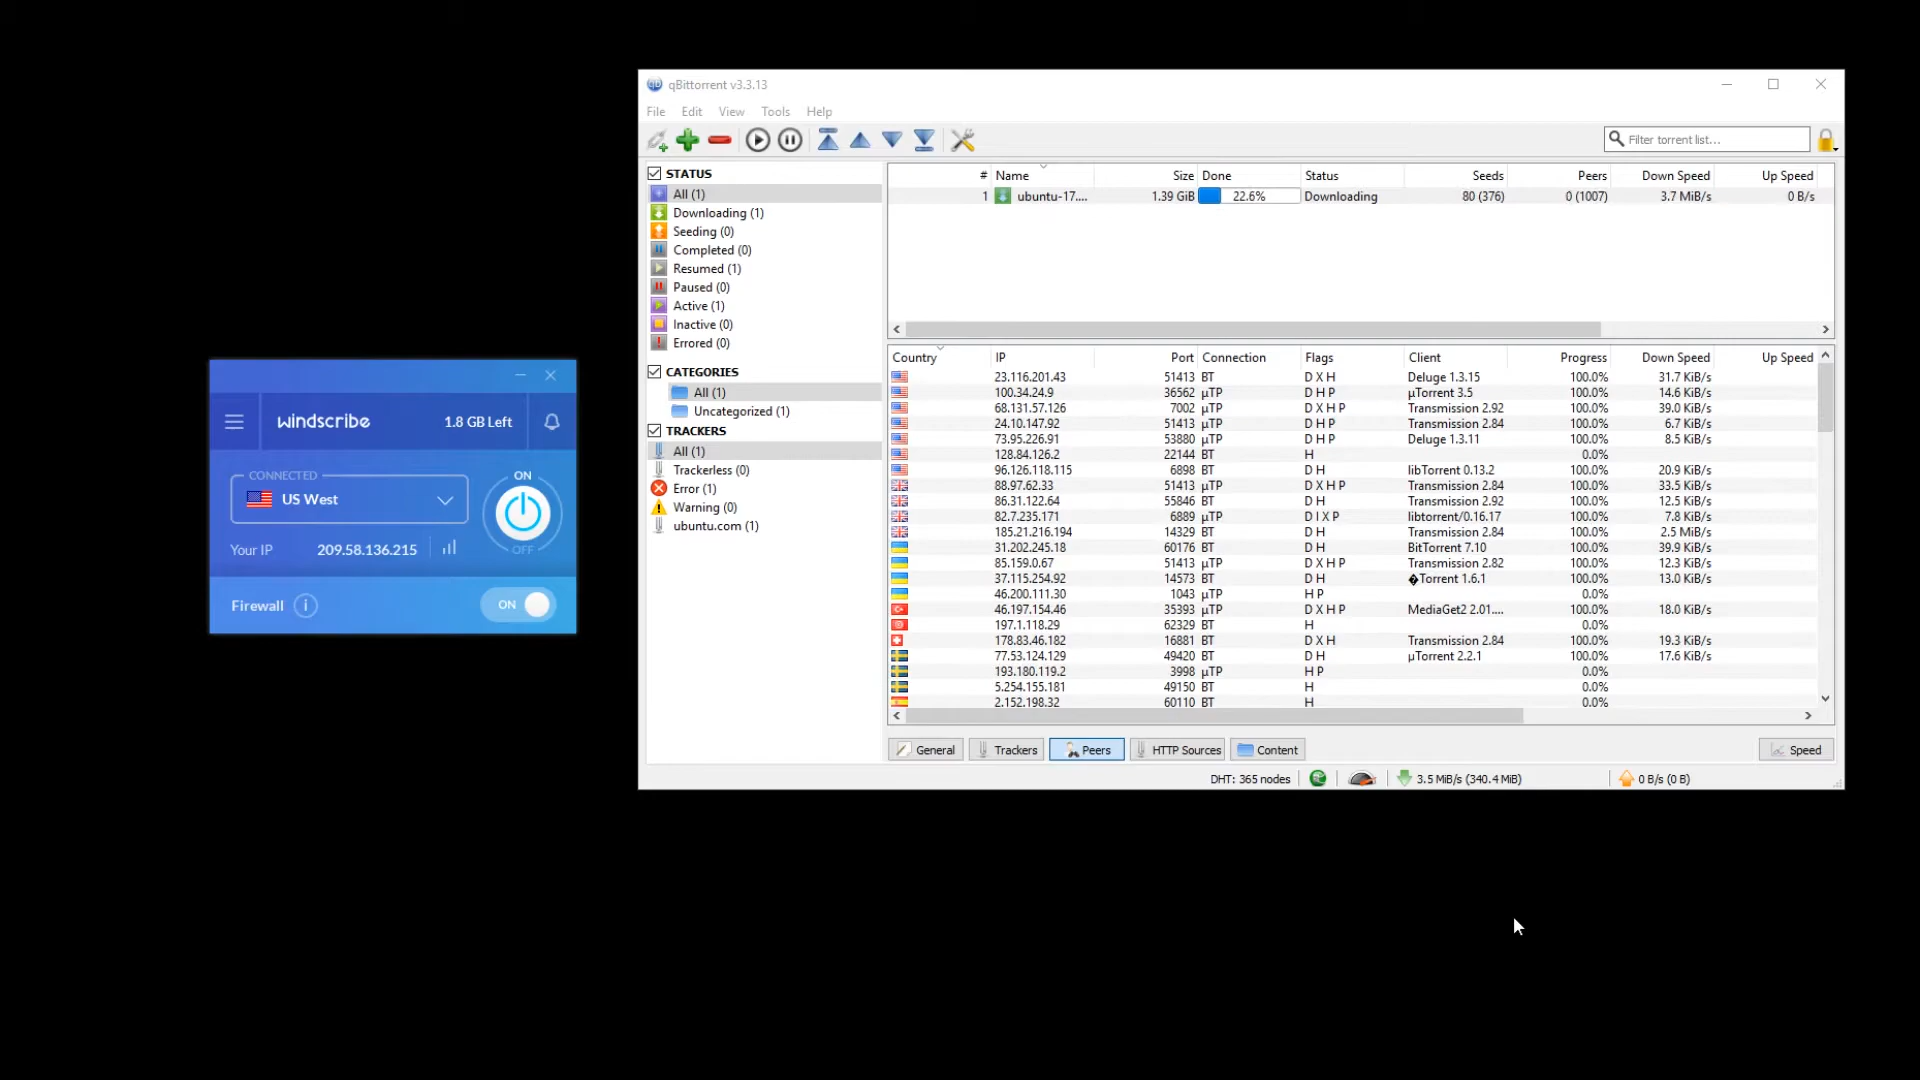 qBittorrent v3.3.13
File Edit View Tools Help
Filter torrent list...
STATUS
All (1)
Downloading (1)
Seeding (0)
Completed (0)
Resumed (1)
Paused (0)
Active (1)
Inactive (0)
Errored (0)
CATEGORIES
All (1)
Uncategorized (1)
TRACKERS
All (1)
Trackerless (0)
Error (1)
Warning (0)
ubuntu.com (1)
# Name Size Done Status Seeds Peers Down Speed Up Speed
1 ubuntu-17.... 1.39 GiB 22.6% Downloading 80 (376) 0 (1007) 3.7 MiB/s 0 B/s
Country IP Port Connection Flags Client Progress Down Speed Up Speed
23.116.201.43 51413 BT D X H Deluge 1.3.15 100.0% 31.7 KiB/s
100.34.24.9 36562 μTP D H P μTorrent 3.5 100.0% 14.6 KiB/s
68.131.57.126 7002 μTP D X H P Transmission 2.92 100.0% 39.0 KiB/s
24.10.147.92 51413 μTP D H P Transmission 2.84 100.0% 6.7 KiB/s
73.95.226.91 53880 μTP D H P Deluge 1.3.11 100.0% 8.5 KiB/s
128.84.126.2 22144 BT H 0.0%
96.126.118.115 6898 BT D H libTorrent 0.13.2 100.0% 20.9 KiB/s
88.97.62.33 51413 μTP D X H P Transmission 2.84 100.0% 33.5 KiB/s
86.31.122.64 55846 BT D H Transmission 2.92 100.0% 12.5 KiB/s
82.7.235.171 6889 μTP D I X P libtorrent/0.16.17 100.0% 7.8 KiB/s
185.21.216.194 14329 BT D H Transmission 2.84 100.0% 2.5 MiB/s
31.202.245.18 60176 BT D H BitTorrent 7.10 100.0% 39.9 KiB/s
85.159.0.67 51413 μTP D X H P Transmission 2.82 100.0% 12.3 KiB/s
37.115.254.92 14573 BT D H �Torrent 1.6.1 100.0% 13.0 KiB/s
46.200.111.30 1043 μTP H P 0.0%
46.197.154.46 35393 μTP D X H P MediaGet2 2.01.... 100.0% 18.0 KiB/s
197.1.118.29 62329 BT H 0.0%
178.83.46.182 16881 BT D X H Transmission 2.84 100.0% 19.3 KiB/s
77.53.124.129 49420 BT D H μTorrent 2.2.1 100.0% 17.6 KiB/s
193.180.119.2 3998 μTP H P 0.0%
5.254.155.181 49150 BT H 0.0%
2.152.198.32 60110 BT H 0.0%
General Trackers Peers HTTP Sources Content Speed
DHT: 365 nodes 3.5 MiB/s (340.4 MiB) 0 B/s (0 B)
windscribe 1.8 GB Left
CONNECTED
US West
ON
OFF
Your IP 209.58.136.215
Firewall i ON